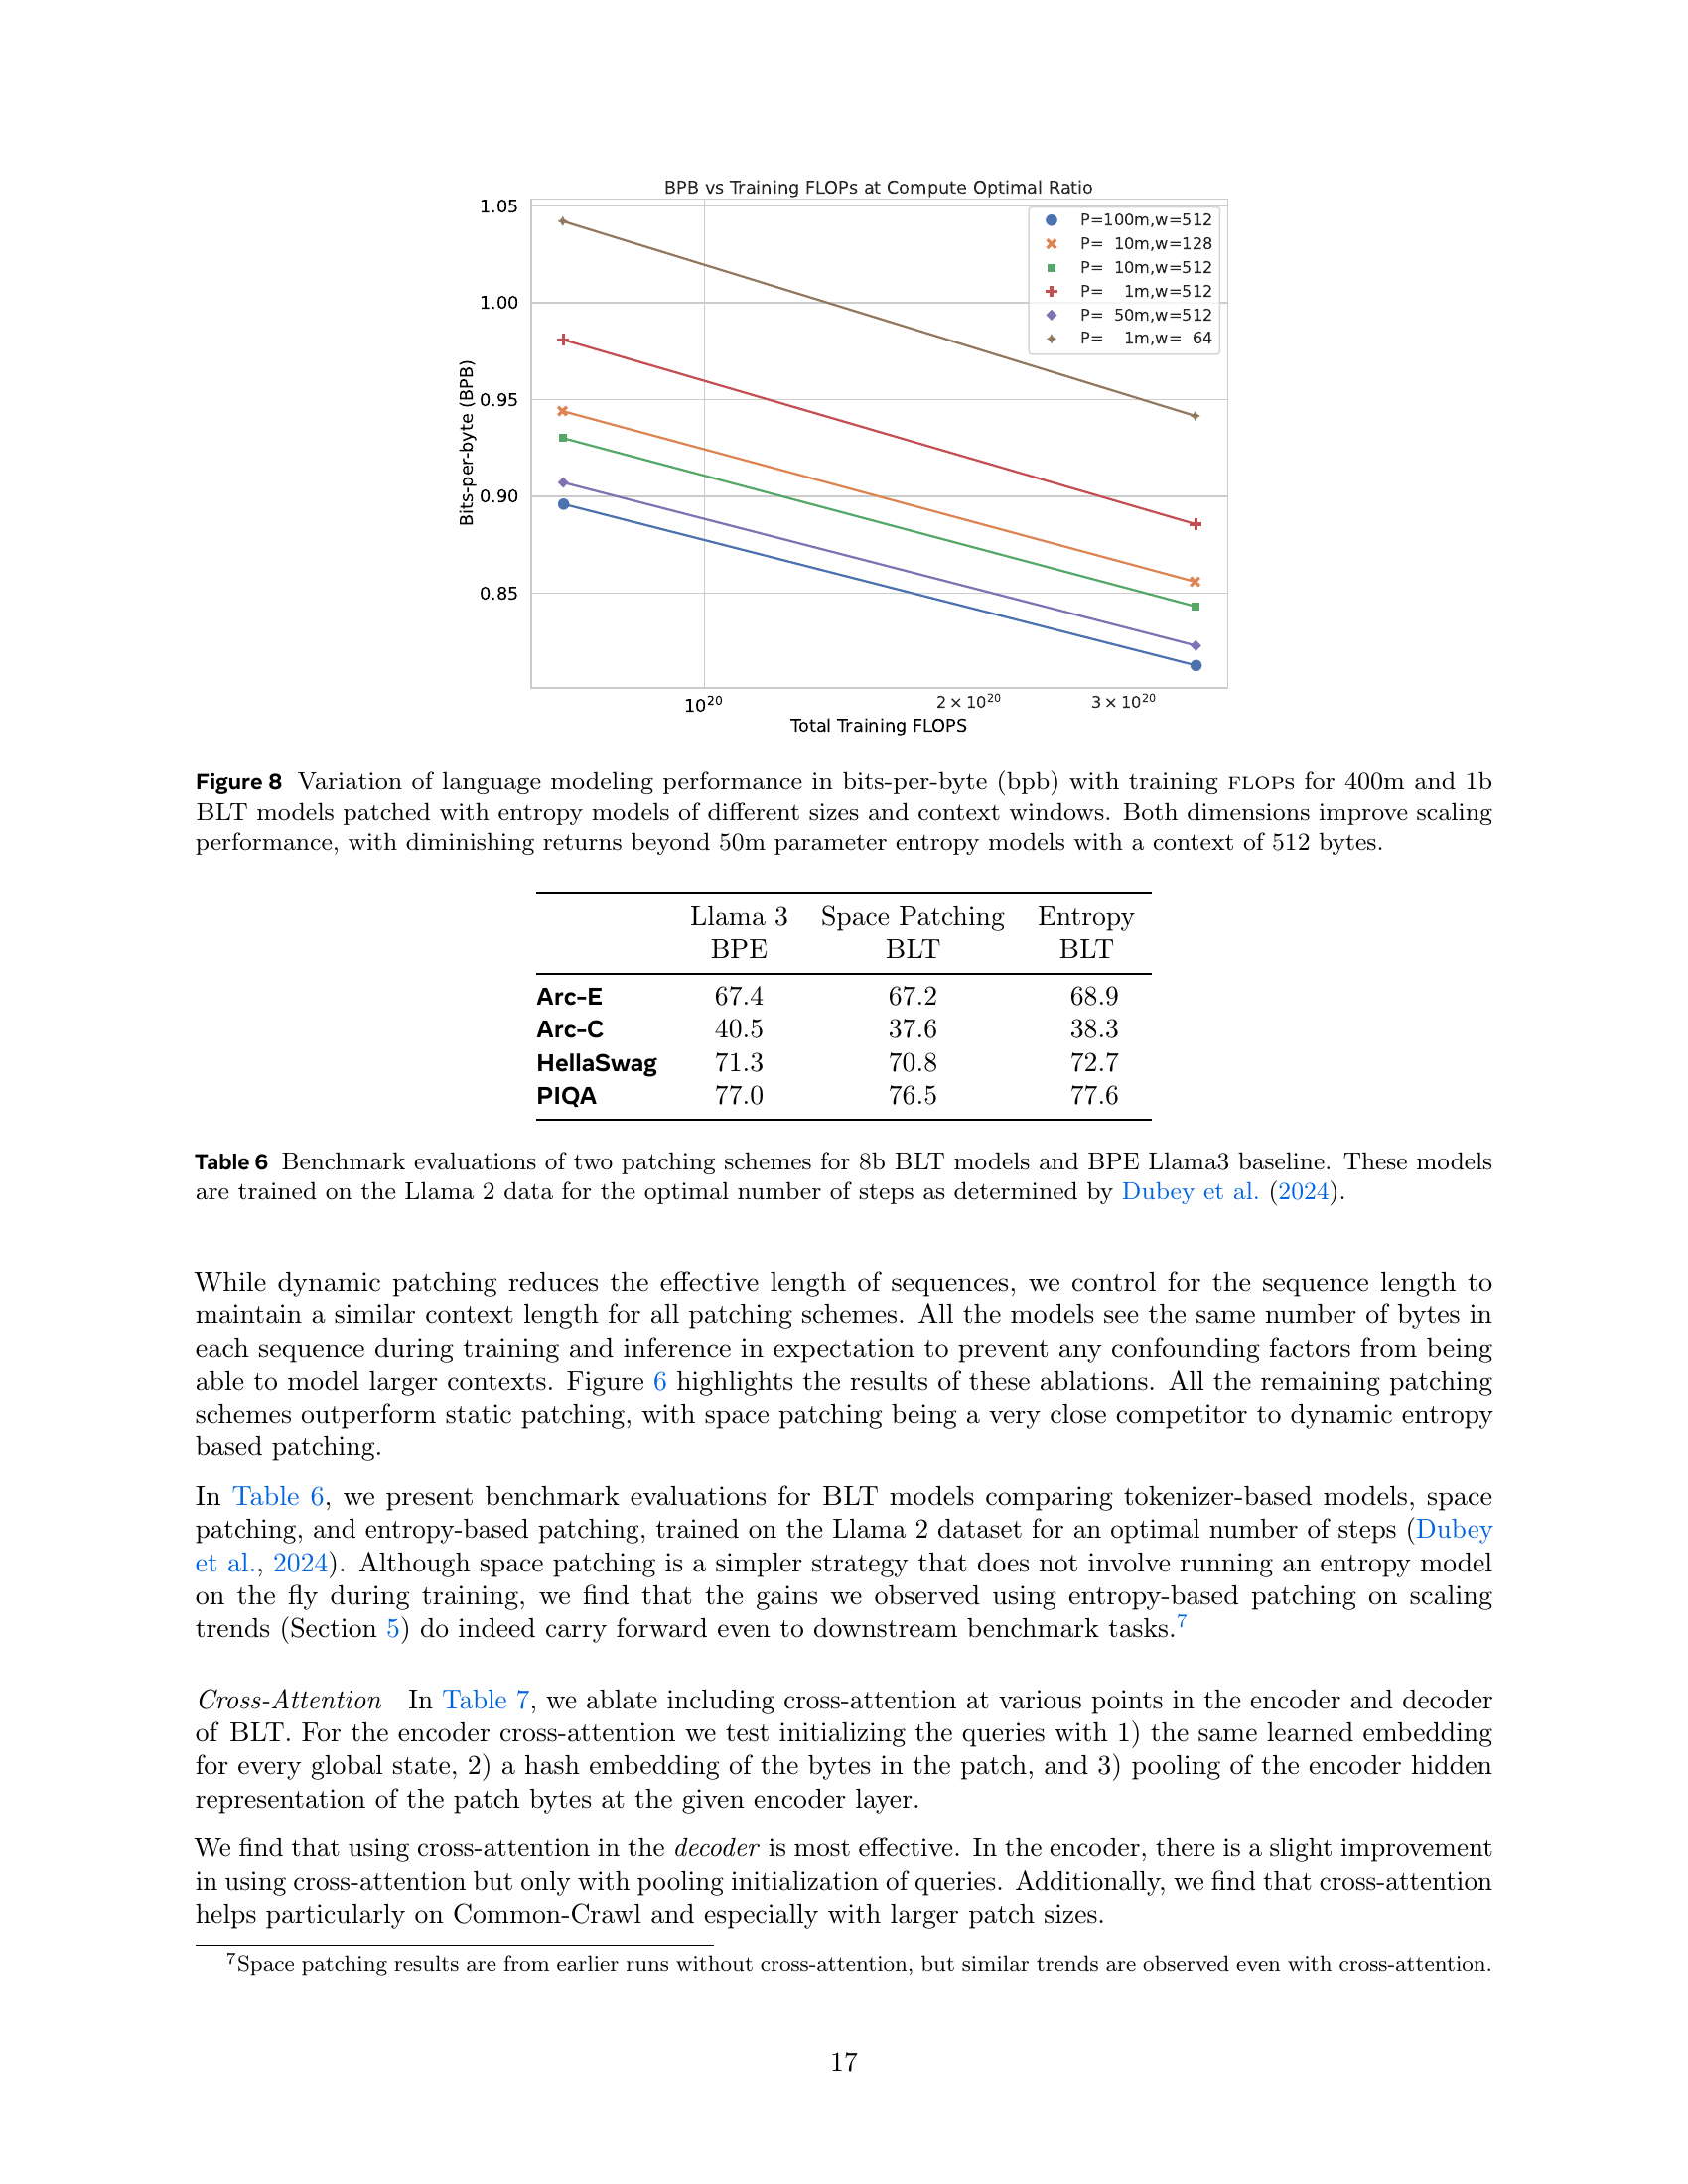 BPB vs Training FLOPs at Compute Optimal Ratio
1.05
1.00
0.95
0.90
0.85
Bits-per-byte (BPB)
P=100m,w=512
P= 10m,w=128
P= 10m,w=512
P= 1m,w=512
P= 50m,w=512
P= 1m,w= 64
10²⁰
2 × 10²⁰
3 × 10²⁰
Total Training FLOPS
Figure 8 Variation of language modeling performance in bits-per-byte (bpb) with training FLOPs for 400m and 1b
BLT models patched with entropy models of different sizes and context windows. Both dimensions improve scaling
performance, with diminishing returns beyond 50m parameter entropy models with a context of 512 bytes.
Llama 3 Space Patching Entropy
BPE BLT BLT
Arc-E 67.4 67.2 68.9
Arc-C 40.5 37.6 38.3
HellaSwag 71.3 70.8 72.7
PIQA 77.0 76.5 77.6
Table 6 Benchmark evaluations of two patching schemes for 8b BLT models and BPE Llama3 baseline. These models
are trained on the Llama 2 data for the optimal number of steps as determined by Dubey et al. (2024).
While dynamic patching reduces the effective length of sequences, we control for the sequence length to
maintain a similar context length for all patching schemes. All the models see the same number of bytes in
each sequence during training and inference in expectation to prevent any confounding factors from being
able to model larger contexts. Figure 6 highlights the results of these ablations. All the remaining patching
schemes outperform static patching, with space patching being a very close competitor to dynamic entropy
based patching.
In Table 6, we present benchmark evaluations for BLT models comparing tokenizer-based models, space
patching, and entropy-based patching, trained on the Llama 2 dataset for an optimal number of steps (Dubey
et al., 2024). Although space patching is a simpler strategy that does not involve running an entropy model
on the fly during training, we find that the gains we observed using entropy-based patching on scaling
trends (Section 5) do indeed carry forward even to downstream benchmark tasks.⁷
Cross-Attention In Table 7, we ablate including cross-attention at various points in the encoder and decoder
of BLT. For the encoder cross-attention we test initializing the queries with 1) the same learned embedding
for every global state, 2) a hash embedding of the bytes in the patch, and 3) pooling of the encoder hidden
representation of the patch bytes at the given encoder layer.
We find that using cross-attention in the decoder is most effective. In the encoder, there is a slight improvement
in using cross-attention but only with pooling initialization of queries. Additionally, we find that cross-attention
helps particularly on Common-Crawl and especially with larger patch sizes.
⁷Space patching results are from earlier runs without cross-attention, but similar trends are observed even with cross-attention.
17